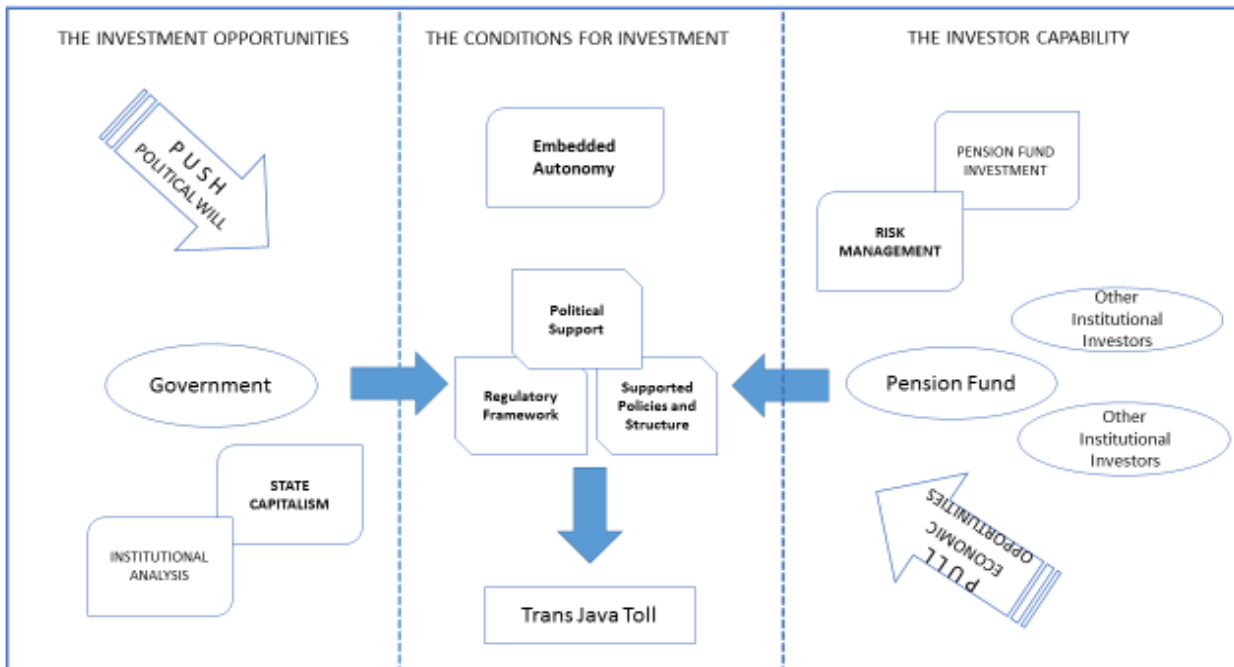 THE INVESTMENT OPPORTUNITIES
PUSH
POLITICAL WILL
Government
STATE
CAPITALISM
INSTITUTIONAL
ANALYSIS
THE CONDITIONS FOR INVESTMENT
Embedded
Autonomy
Political
Support
Regulatory
Framework
Supported
Policies and
Structure
Trans Java Toll
THE INVESTOR CAPABILITY
PENSION FUND
INVESTMENT
RISK
MANAGEMENT
Other
Institutional
Investors
Pension Fund
Other
Institutional
Investors
PULL
ECONOMIC
OPPORTUNITIES